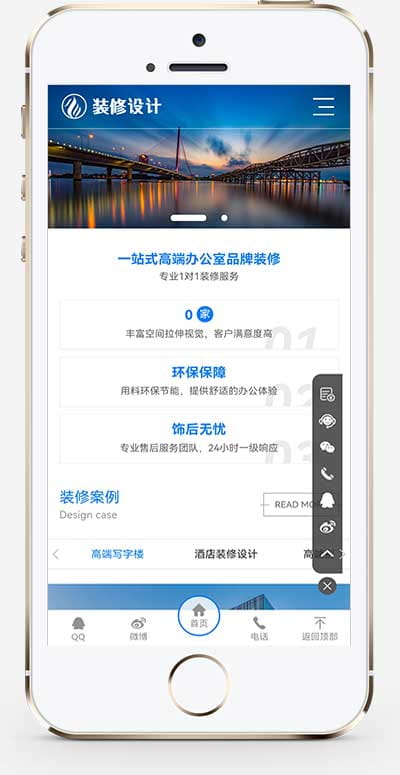 装修设计
一站式高端办公室品牌装修
专业1对1装修服务
0 家
丰富空间拉伸视觉，客户满意度高
01
环保保障
用料环保节能，提供舒适的办公体验
02
饰后无忧
专业售后服务团队，24小时一级响应
03
装修案例
Design case
READ MOR
高端写字楼
酒店装修设计
高
QQ
微博
首页
电话
返回顶部